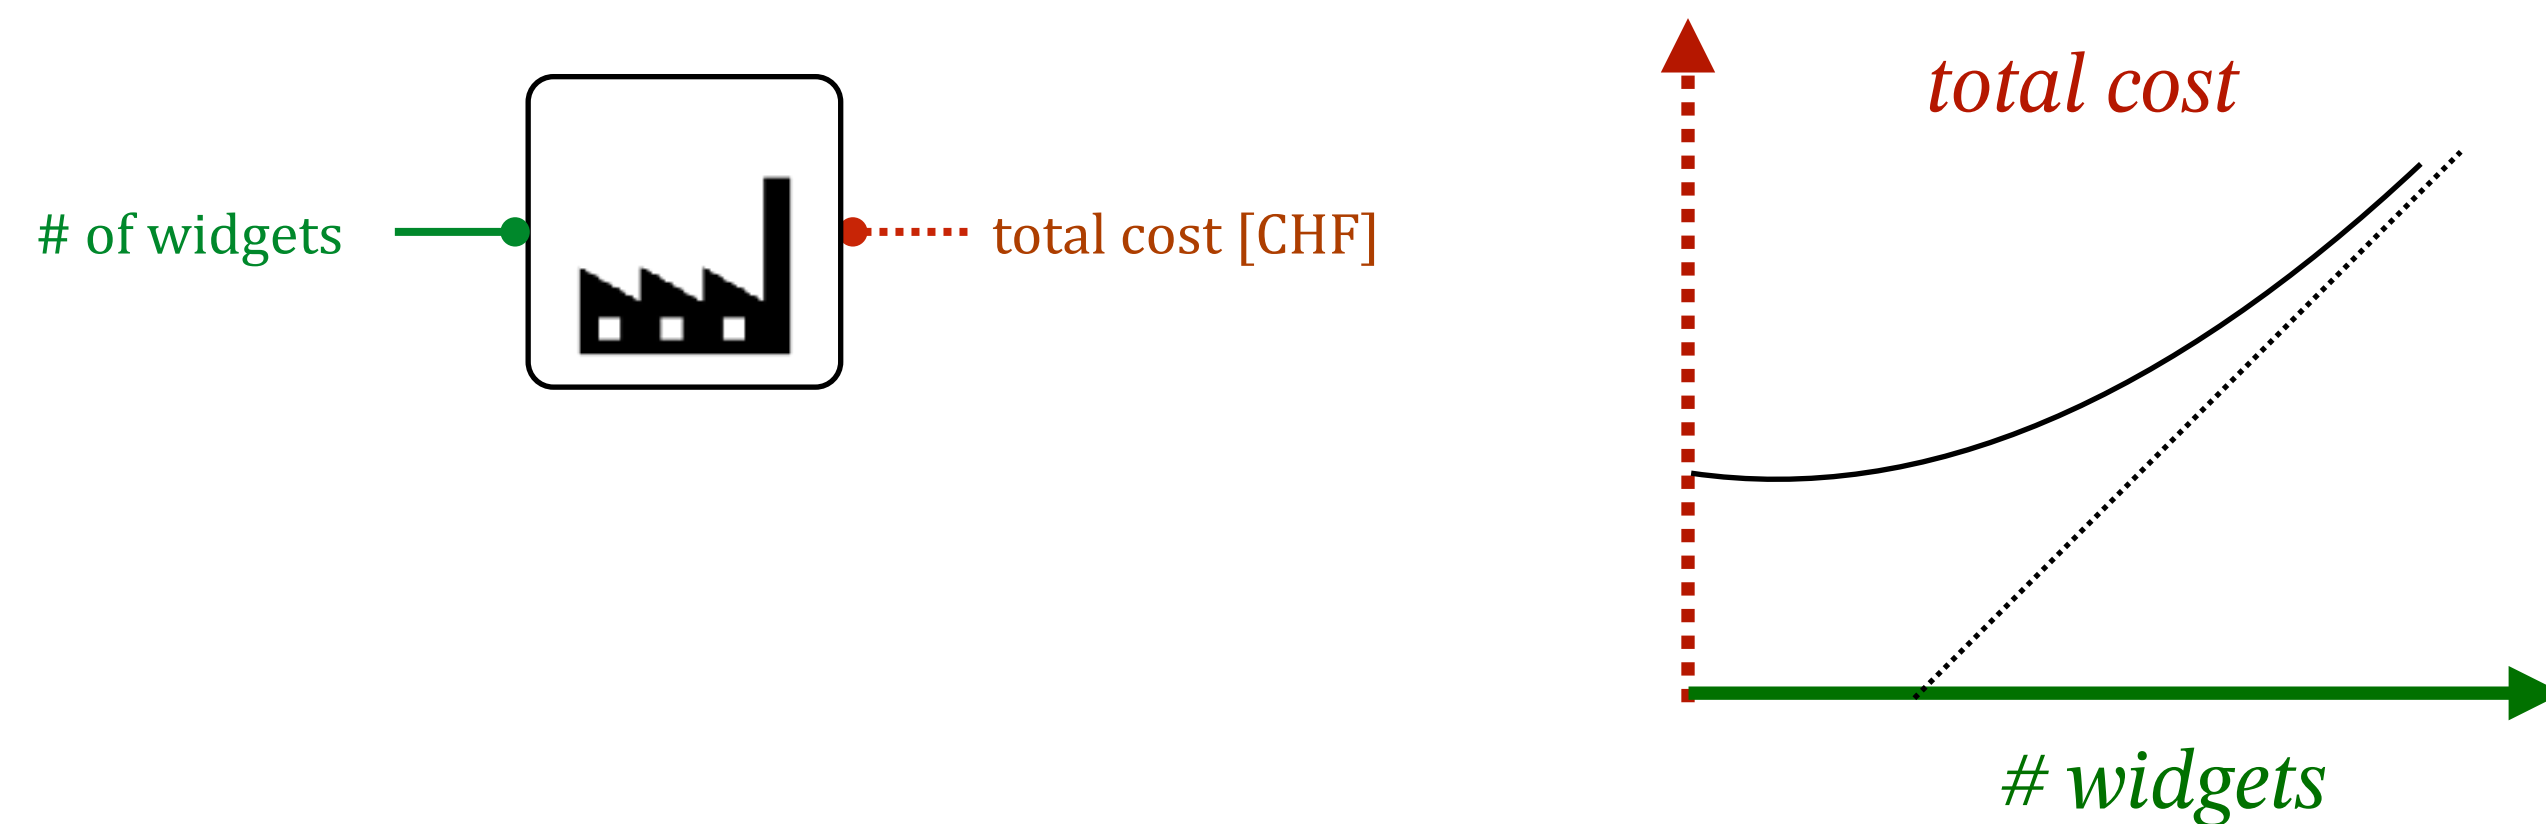 # of widgets
total cost [CHF]
total cost
# widgets